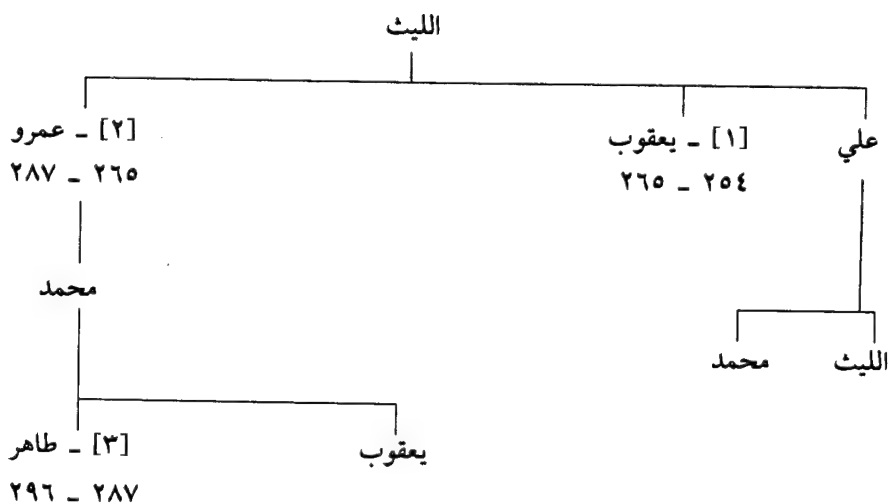 الليث
علي
[١] ـ يعقوب
٢٥٤ ـ ٢٦٥
[٢] ـ عمرو
٢٦٥ ـ ٢٨٧
محمد
الليث
محمد
يعقوب
[٣] ـ طاهر
٢٨٧ ـ ٢٩٦